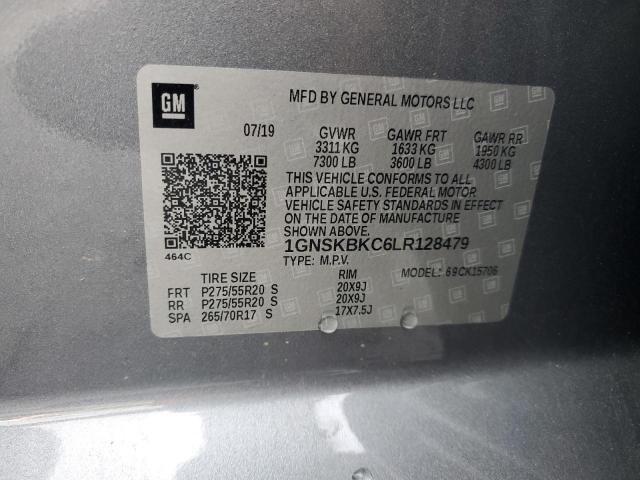 GM
MFD BY GENERAL MOTORS LLC
07/19 GVWR GAWR FRT GAWR RR
3311 KG 1633 KG 1950 KG
7300 LB 3600 LB 4300 LB
THIS VEHICLE CONFORMS TO ALL
APPLICABLE U.S. FEDERAL MOTOR
VEHICLE SAFETY STANDARDS IN EFFECT
ON THE DATE OF MANUFACTURE
SHOWN ABOVE.
1GNSKBKC6LR128479
464C
TYPE: M.P.V. MODEL: 69CK15706
TIRE SIZE RIM
FRT P275/55R20 S 20X9J
RR P275/55R20 S 20X9J
SPA 265/70R17 S 17X7.5J